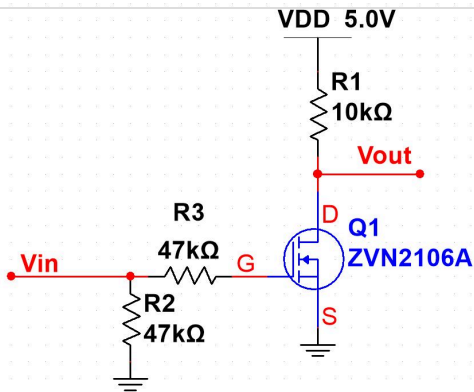 VDD 5.0V
R1
10kΩ
Vout
D
Q1
ZVN2106A
R3
47kΩ
G
Vin
R2
47kΩ
S